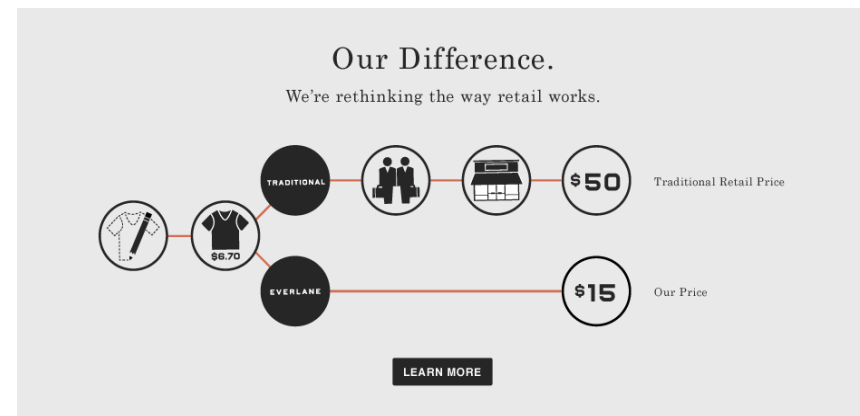 Our Difference.
We're rethinking the way retail works.
TRADITIONAL
$50
Traditional Retail Price
$6.70
EVERLANE
$15
Our Price
LEARN MORE